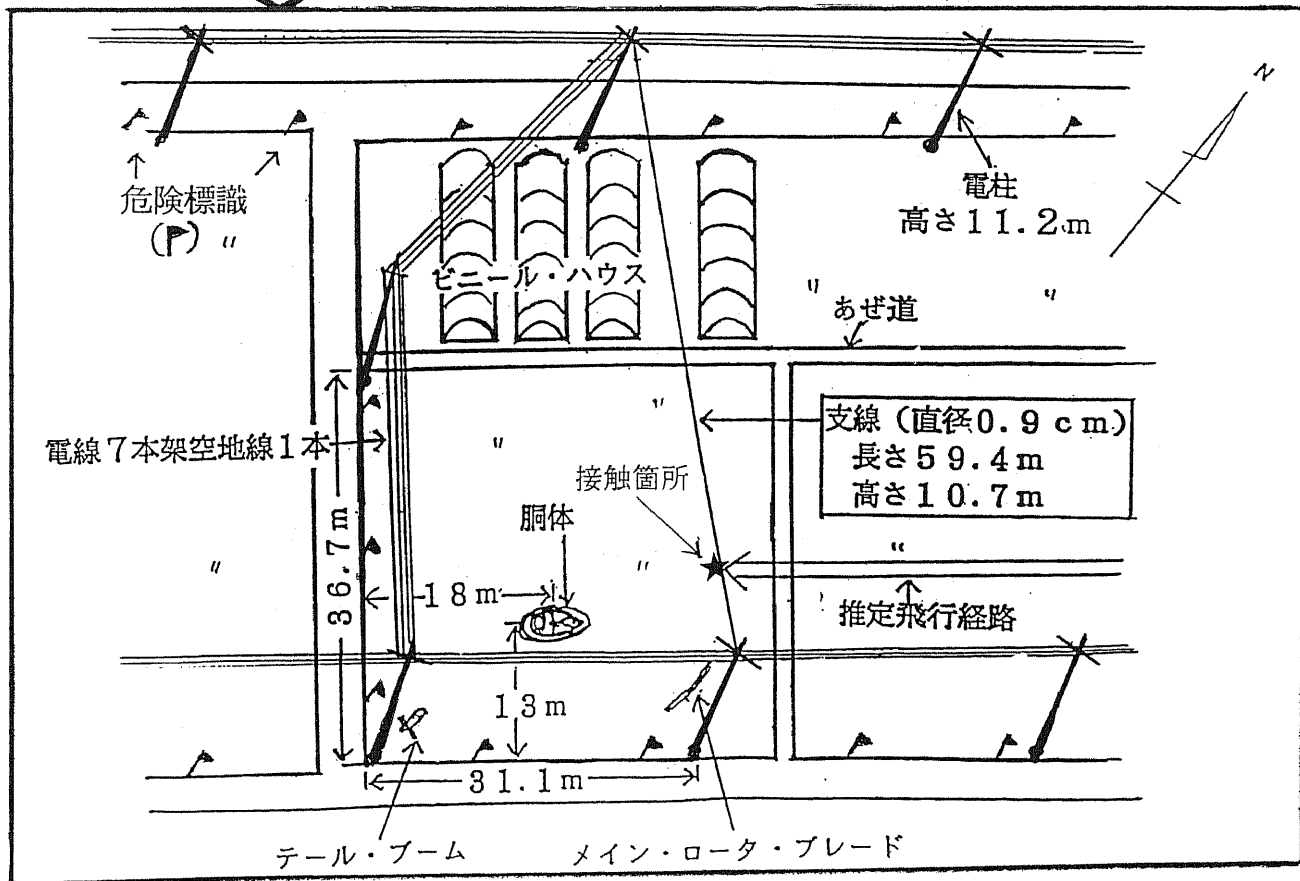 N
危険標識
(⚑) 〃
電柱
高さ11.2m
ビニール・ハウス
〃
あぜ道
〃
電線7本架空地線1本
〃
〃
接触箇所
支線(直径0.9cm)
長さ59.4m
高さ10.7m
胴体
36.7m
〃
〃
〃
18m
推定飛行経路
13m
31.1m
テール・ブーム
メイン・ロータ・ブレード